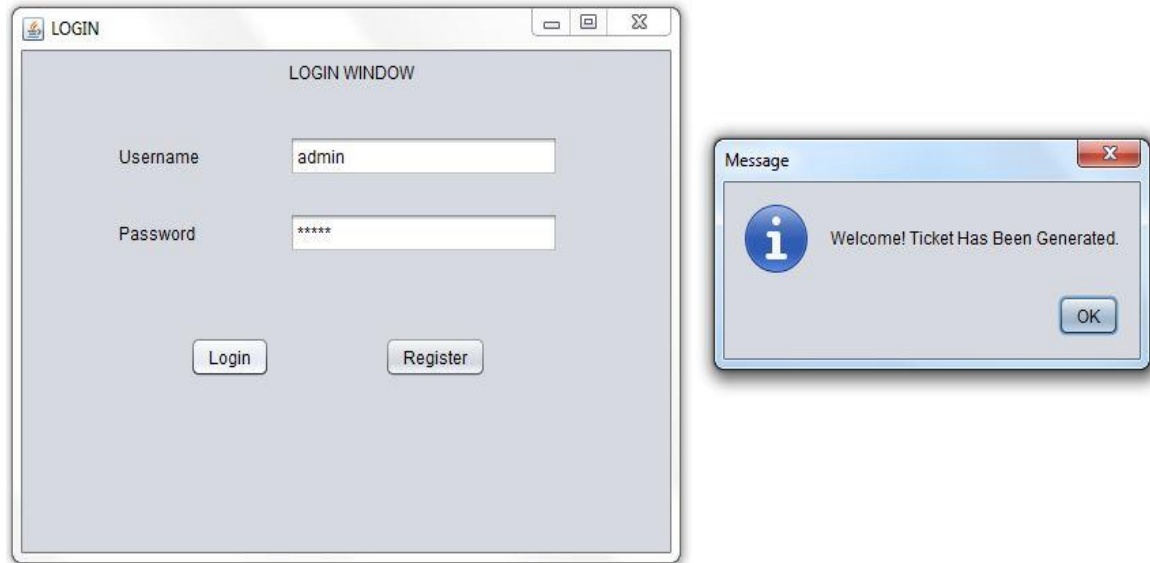 LOGIN
LOGIN WINDOW
Username admin
Password *****
Login Register
Message
Welcome! Ticket Has Been Generated.
OK